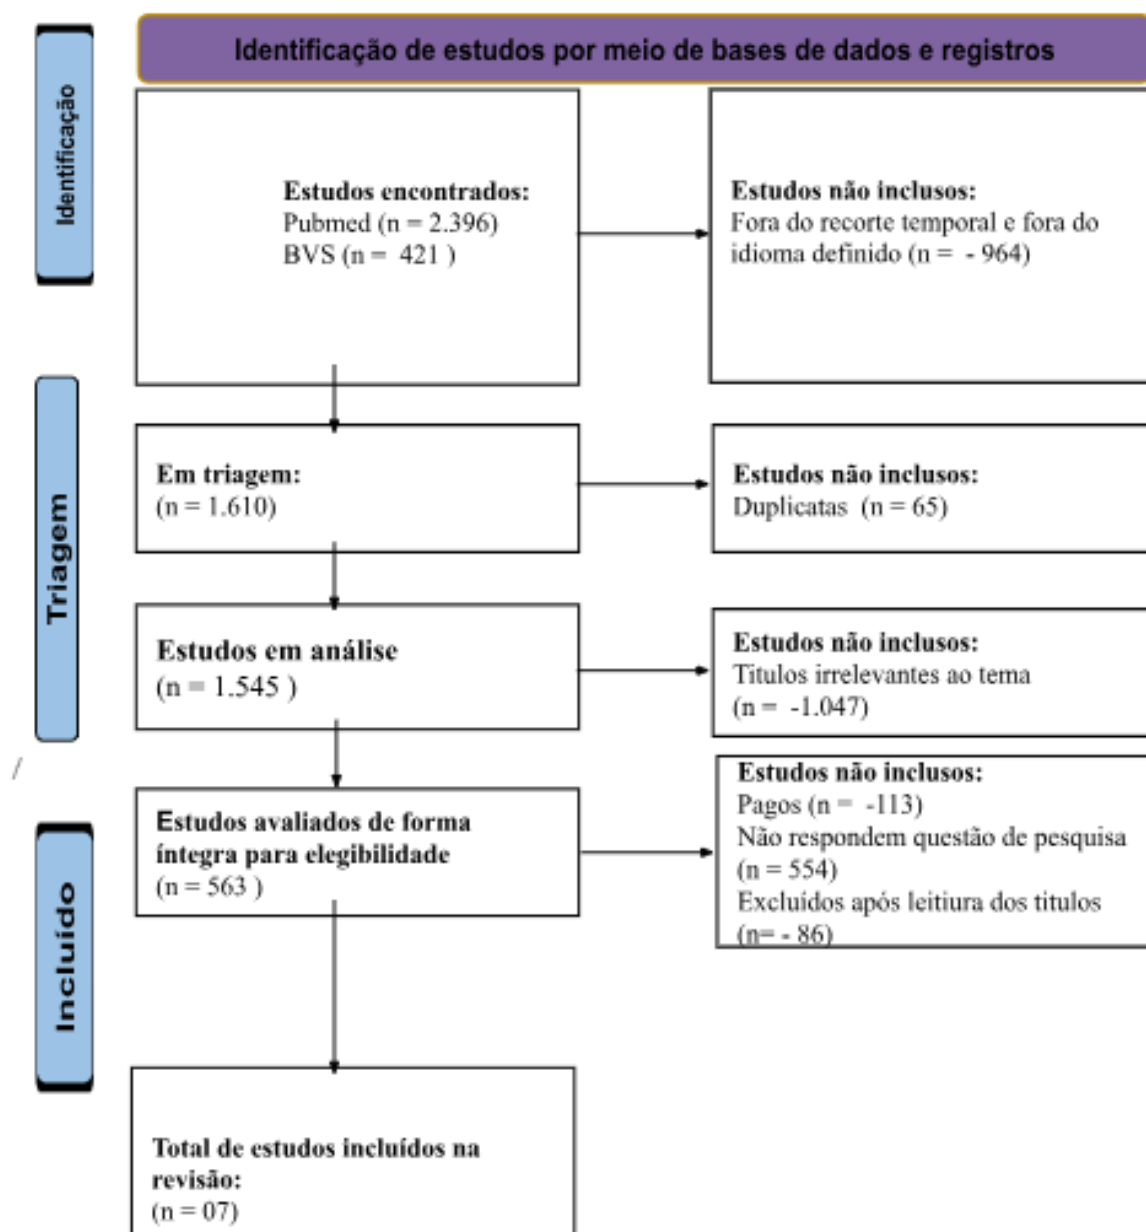 Identificação de estudos por meio de bases de dados e registros
Identificação
Estudos encontrados:
Pubmed (n = 2.396)
BVS (n = 421 )
Estudos não inclusos:
Fora do recorte temporal e fora do
idioma definido (n = - 964)
Triagem
Em triagem:
(n = 1.610)
Estudos não inclusos:
Duplicatas (n = 65)
Estudos em análise
(n = 1.545 )
Estudos não inclusos:
Titulos irrelevantes ao tema
(n = -1.047)
/
Incluído
Estudos avaliados de forma
íntegra para elegibilidade
(n = 563 )
Estudos não inclusos:
Pagos (n = -113)
Não respondem questão de pesquisa
(n = 554)
Excluídos após leitiura dos titulos
(n= - 86)
Total de estudos incluídos na
revisão:
(n = 07)